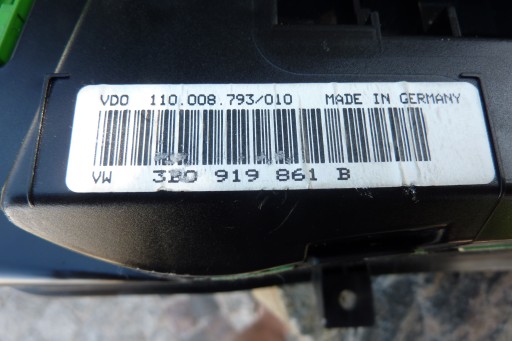 VDO 110.008.793/010 MADE IN GERMANY
VW 3B0 919 861 B